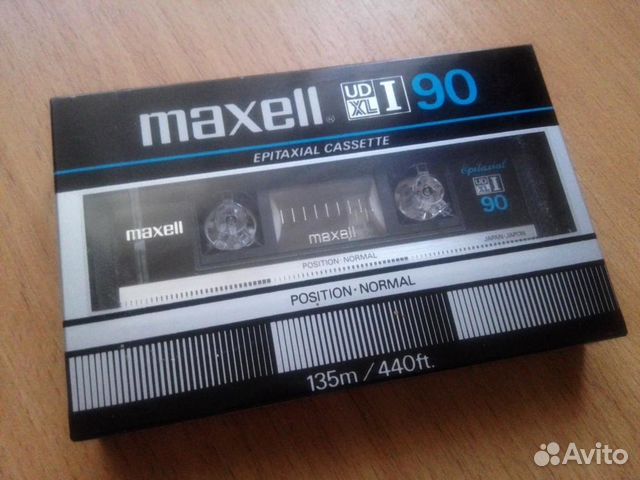 maxell® UD XL I 90
EPITAXIAL CASSETTE
Epitaxial
maxell
UD XL I
90
maxell
POSITION·NORMAL
JAPAN·JAPON
POSITION·NORMAL
135m/440ft.
Avito